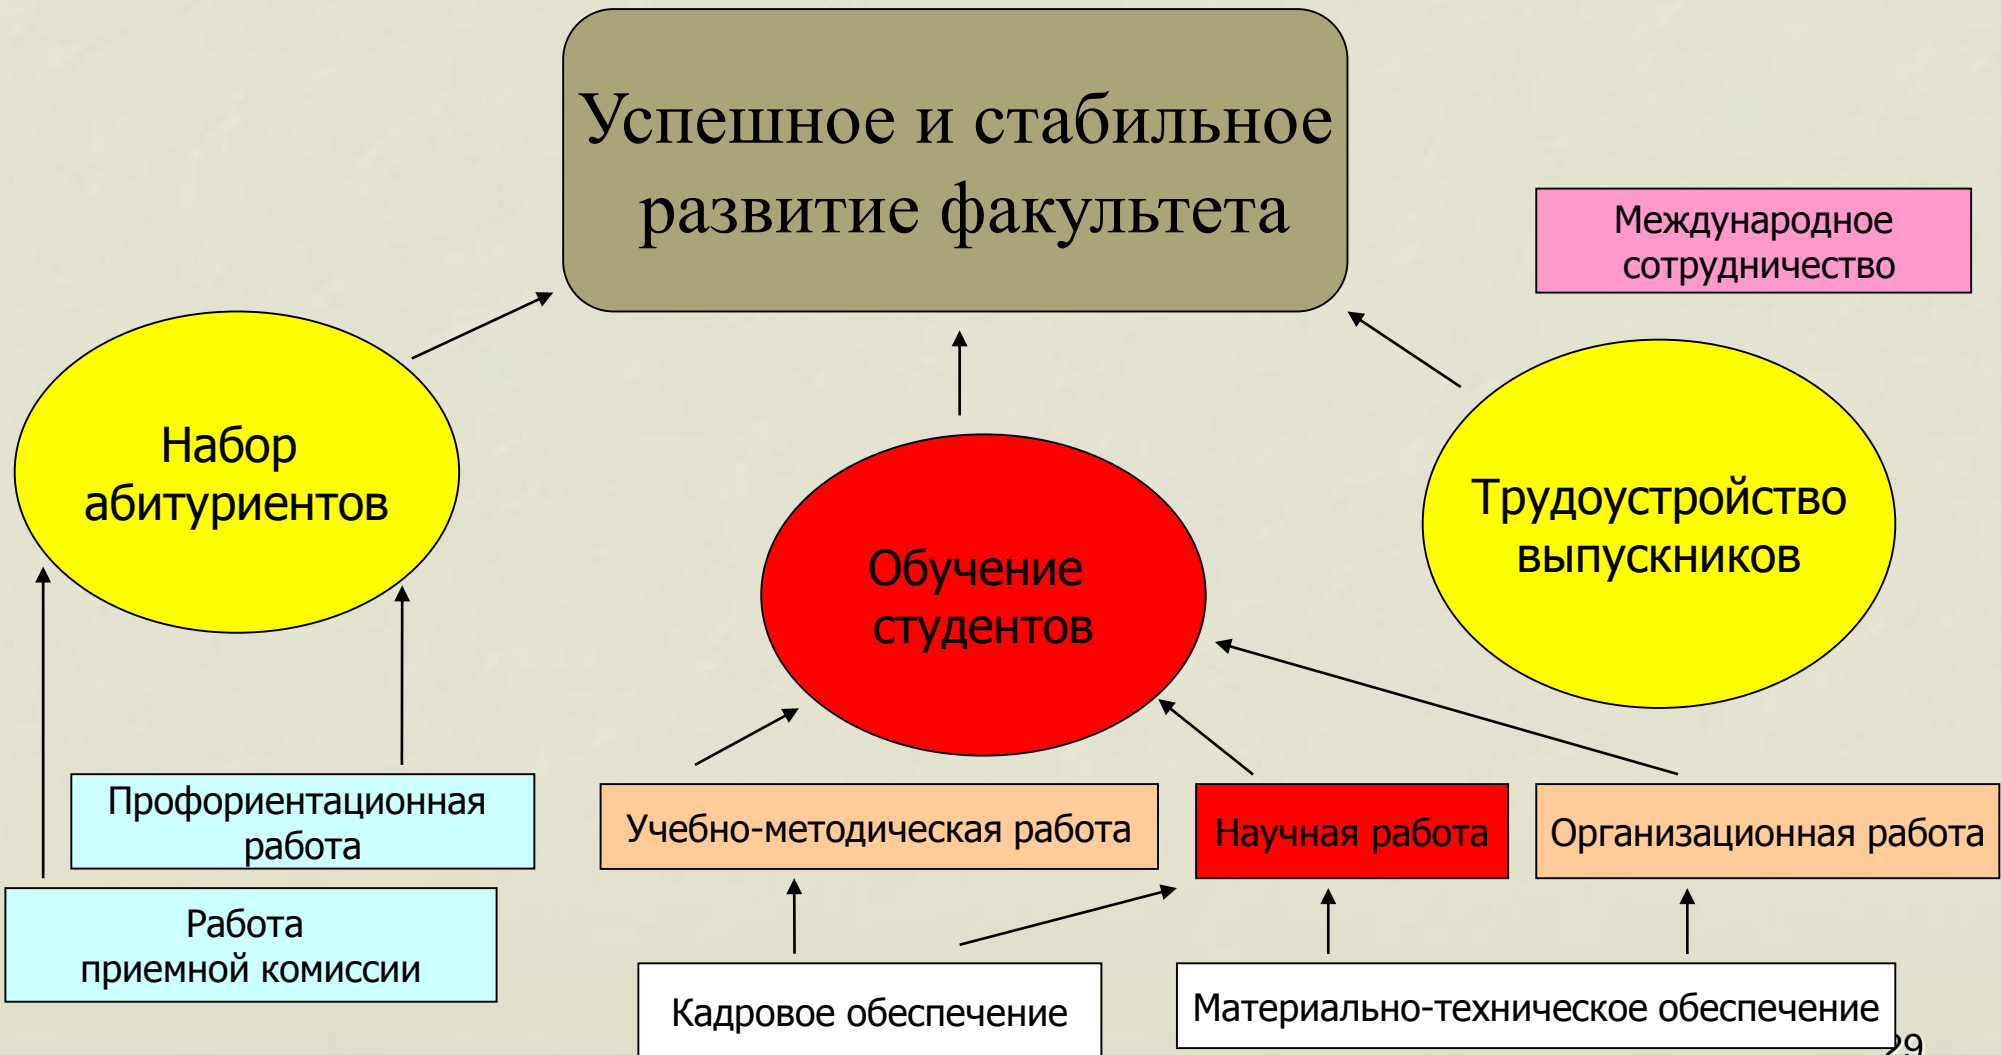 Успешное и стабильное
развитие факультета
Международное
сотрудничество
Набор
абитуриентов
Обучение
студентов
Трудоустройство
выпускников
Профориентационная
работа
Учебно-методическая работа
Научная работа
Организационная работа
Работа
приемной комиссии
Кадровое обеспечение
Материально-техническое обеспечение
29